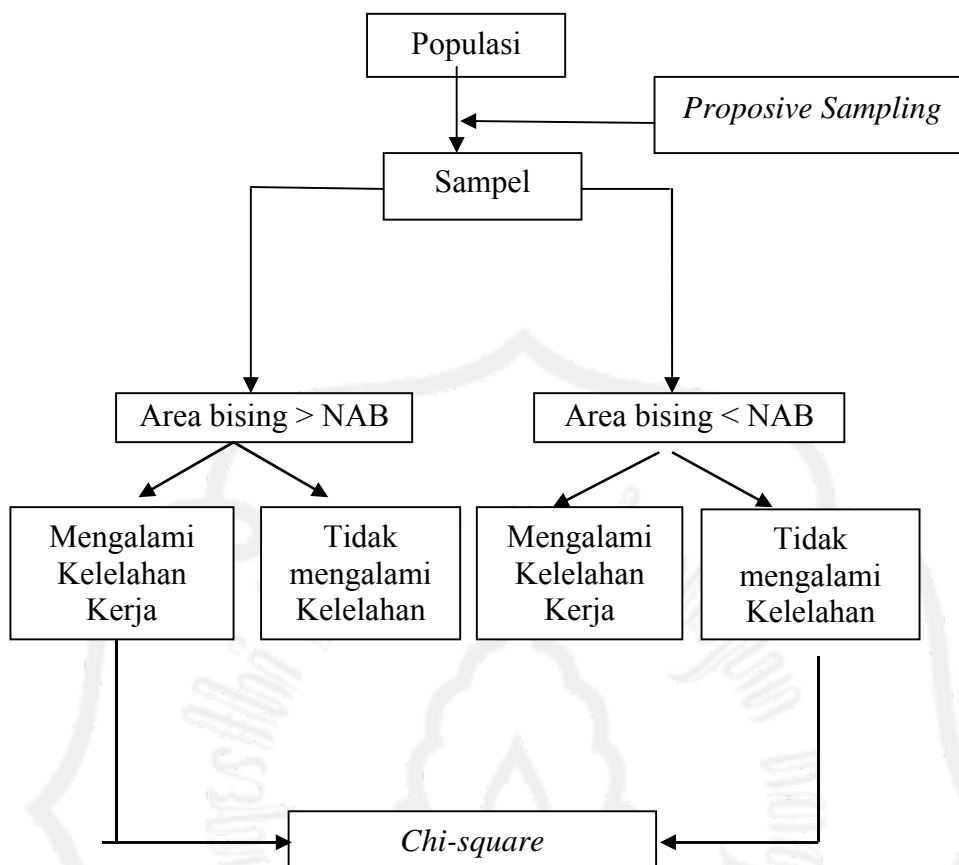 Populasi
Proposive Sampling
Sampel
Area bising > NAB
Area bising < NAB
Mengalami
Kelelahan
Kerja
Tidak
mengalami
Kelelahan
Mengalami
Kelelahan
Kerja
Tidak
mengalami
Kelelahan
Chi-square